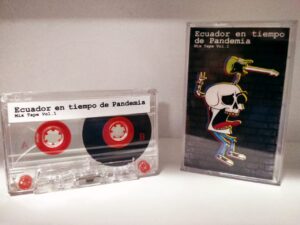 Ecuador en tiempo de Pandemia
Mix Tape Vol.1
A
Ecuador en tiempo
de Pandemia
Mix Tape Vol.1